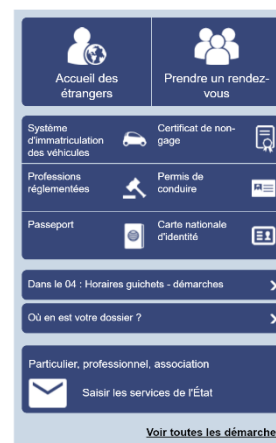 Accueil des
étrangers
Prendre un rendez-
vous
Système
d'immatriculation
des véhicules
Certificat de non-
gage
Professions
réglementées
Permis de
conduire
Passeport
Carte nationale
d'identité
Dans le 04 : Horaires guichets - démarches
Où en est votre dossier ?
Particulier, professionnel, association
Saisir les services de l'État
Voir toutes les démarche